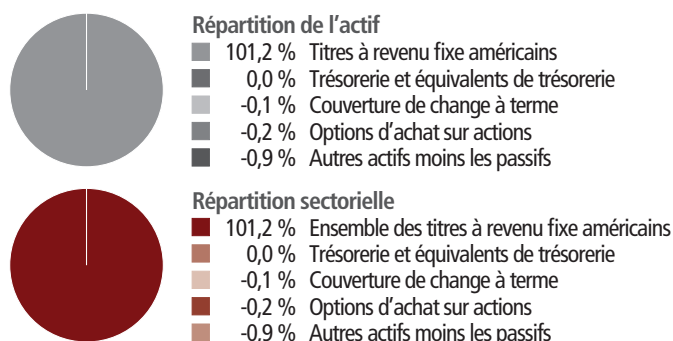 Répartition de l’actif
101,2 % Titres à revenu fixe américains
0,0 % Trésorerie et équivalents de trésorerie
-0,1 % Couverture de change à terme
-0,2 % Options d’achat sur actions
-0,9 % Autres actifs moins les passifs
Répartition sectorielle
101,2 % Ensemble des titres à revenu fixe américains
0,0 % Trésorerie et équivalents de trésorerie
-0,1 % Couverture de change à terme
-0,2 % Options d’achat sur actions
-0,9 % Autres actifs moins les passifs